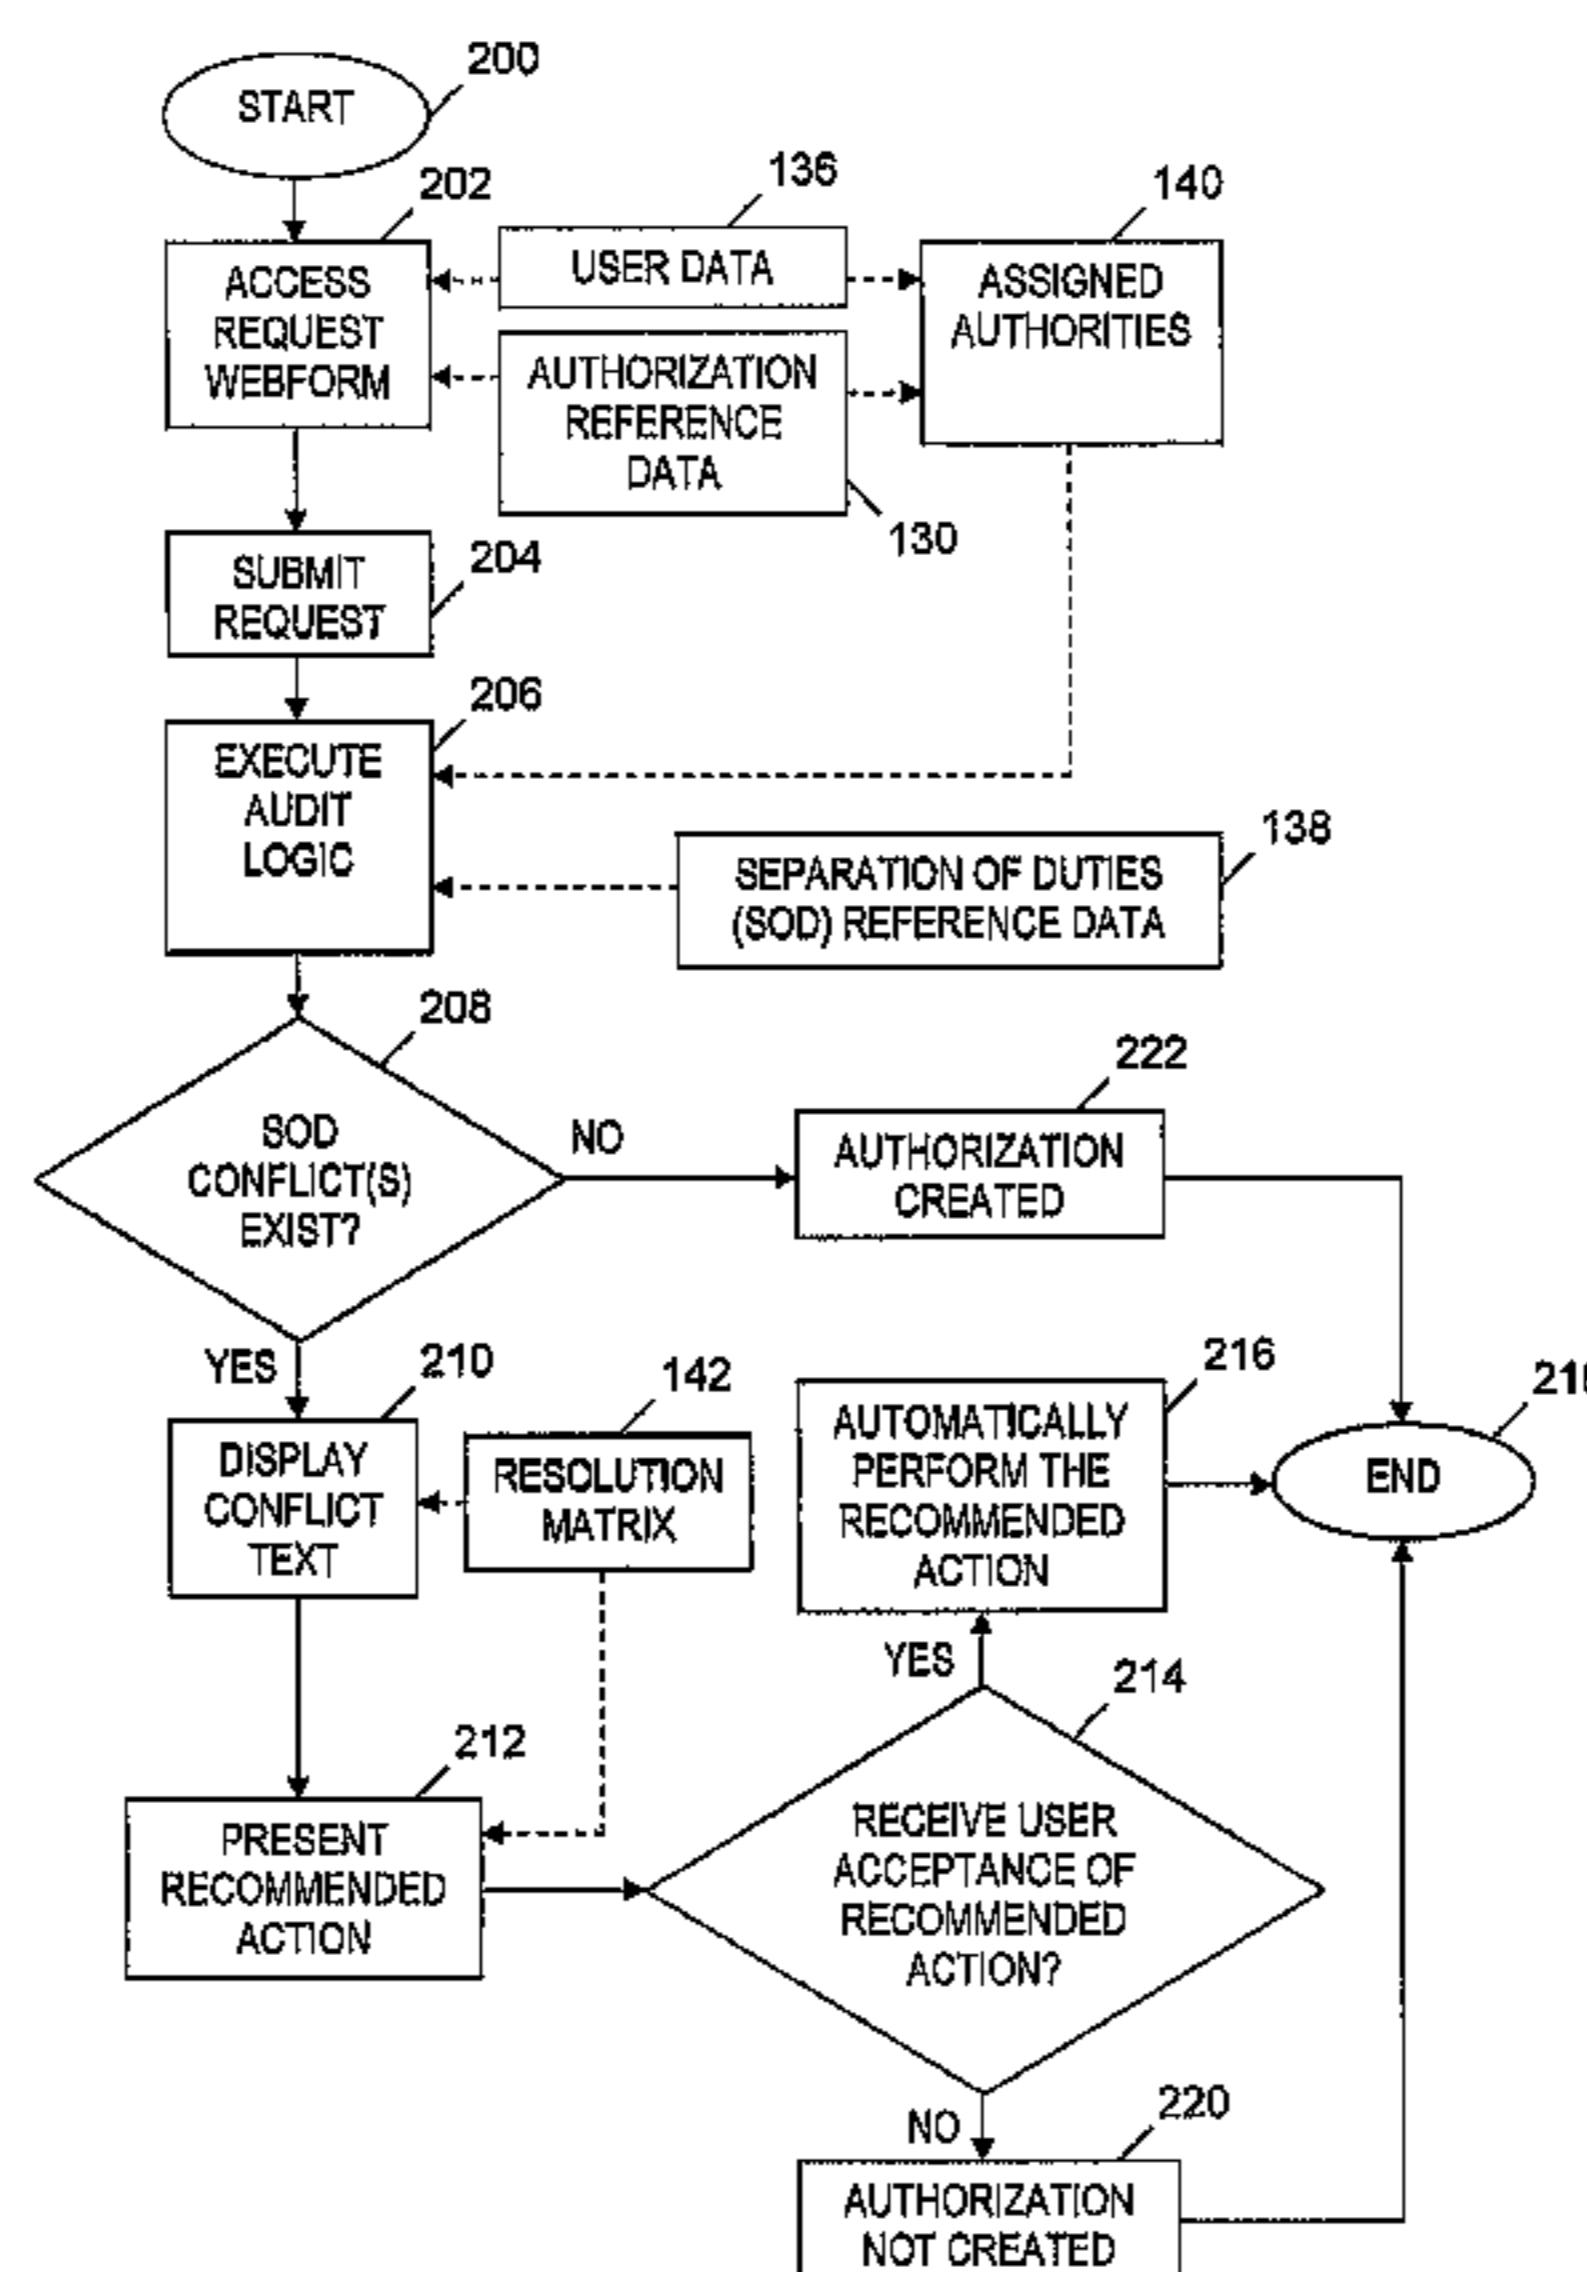 200
START
202
136
140
ACCESS
REQUEST
WEBFORM
USER DATA
ASSIGNED
AUTHORITIES
AUTHORIZATION
REFERENCE
DATA
130
SUBMIT
REQUEST
204
206
EXECUTE
AUDIT
LOGIC
138
SEPARATION OF DUTIES
(SOD) REFERENCE DATA
208
SOD
CONFLICT(S)
EXIST?
NO
222
AUTHORIZATION
CREATED
YES
210
142
216
DISPLAY
CONFLICT
TEXT
RESOLUTION
MATRIX
AUTOMATICALLY
PERFORM THE
RECOMMENDED
ACTION
END
YES
214
212
PRESENT
RECOMMENDED
ACTION
RECEIVE USER
ACCEPTANCE OF
RECOMMENDED
ACTION?
NO
220
AUTHORIZATION
NOT CREATED